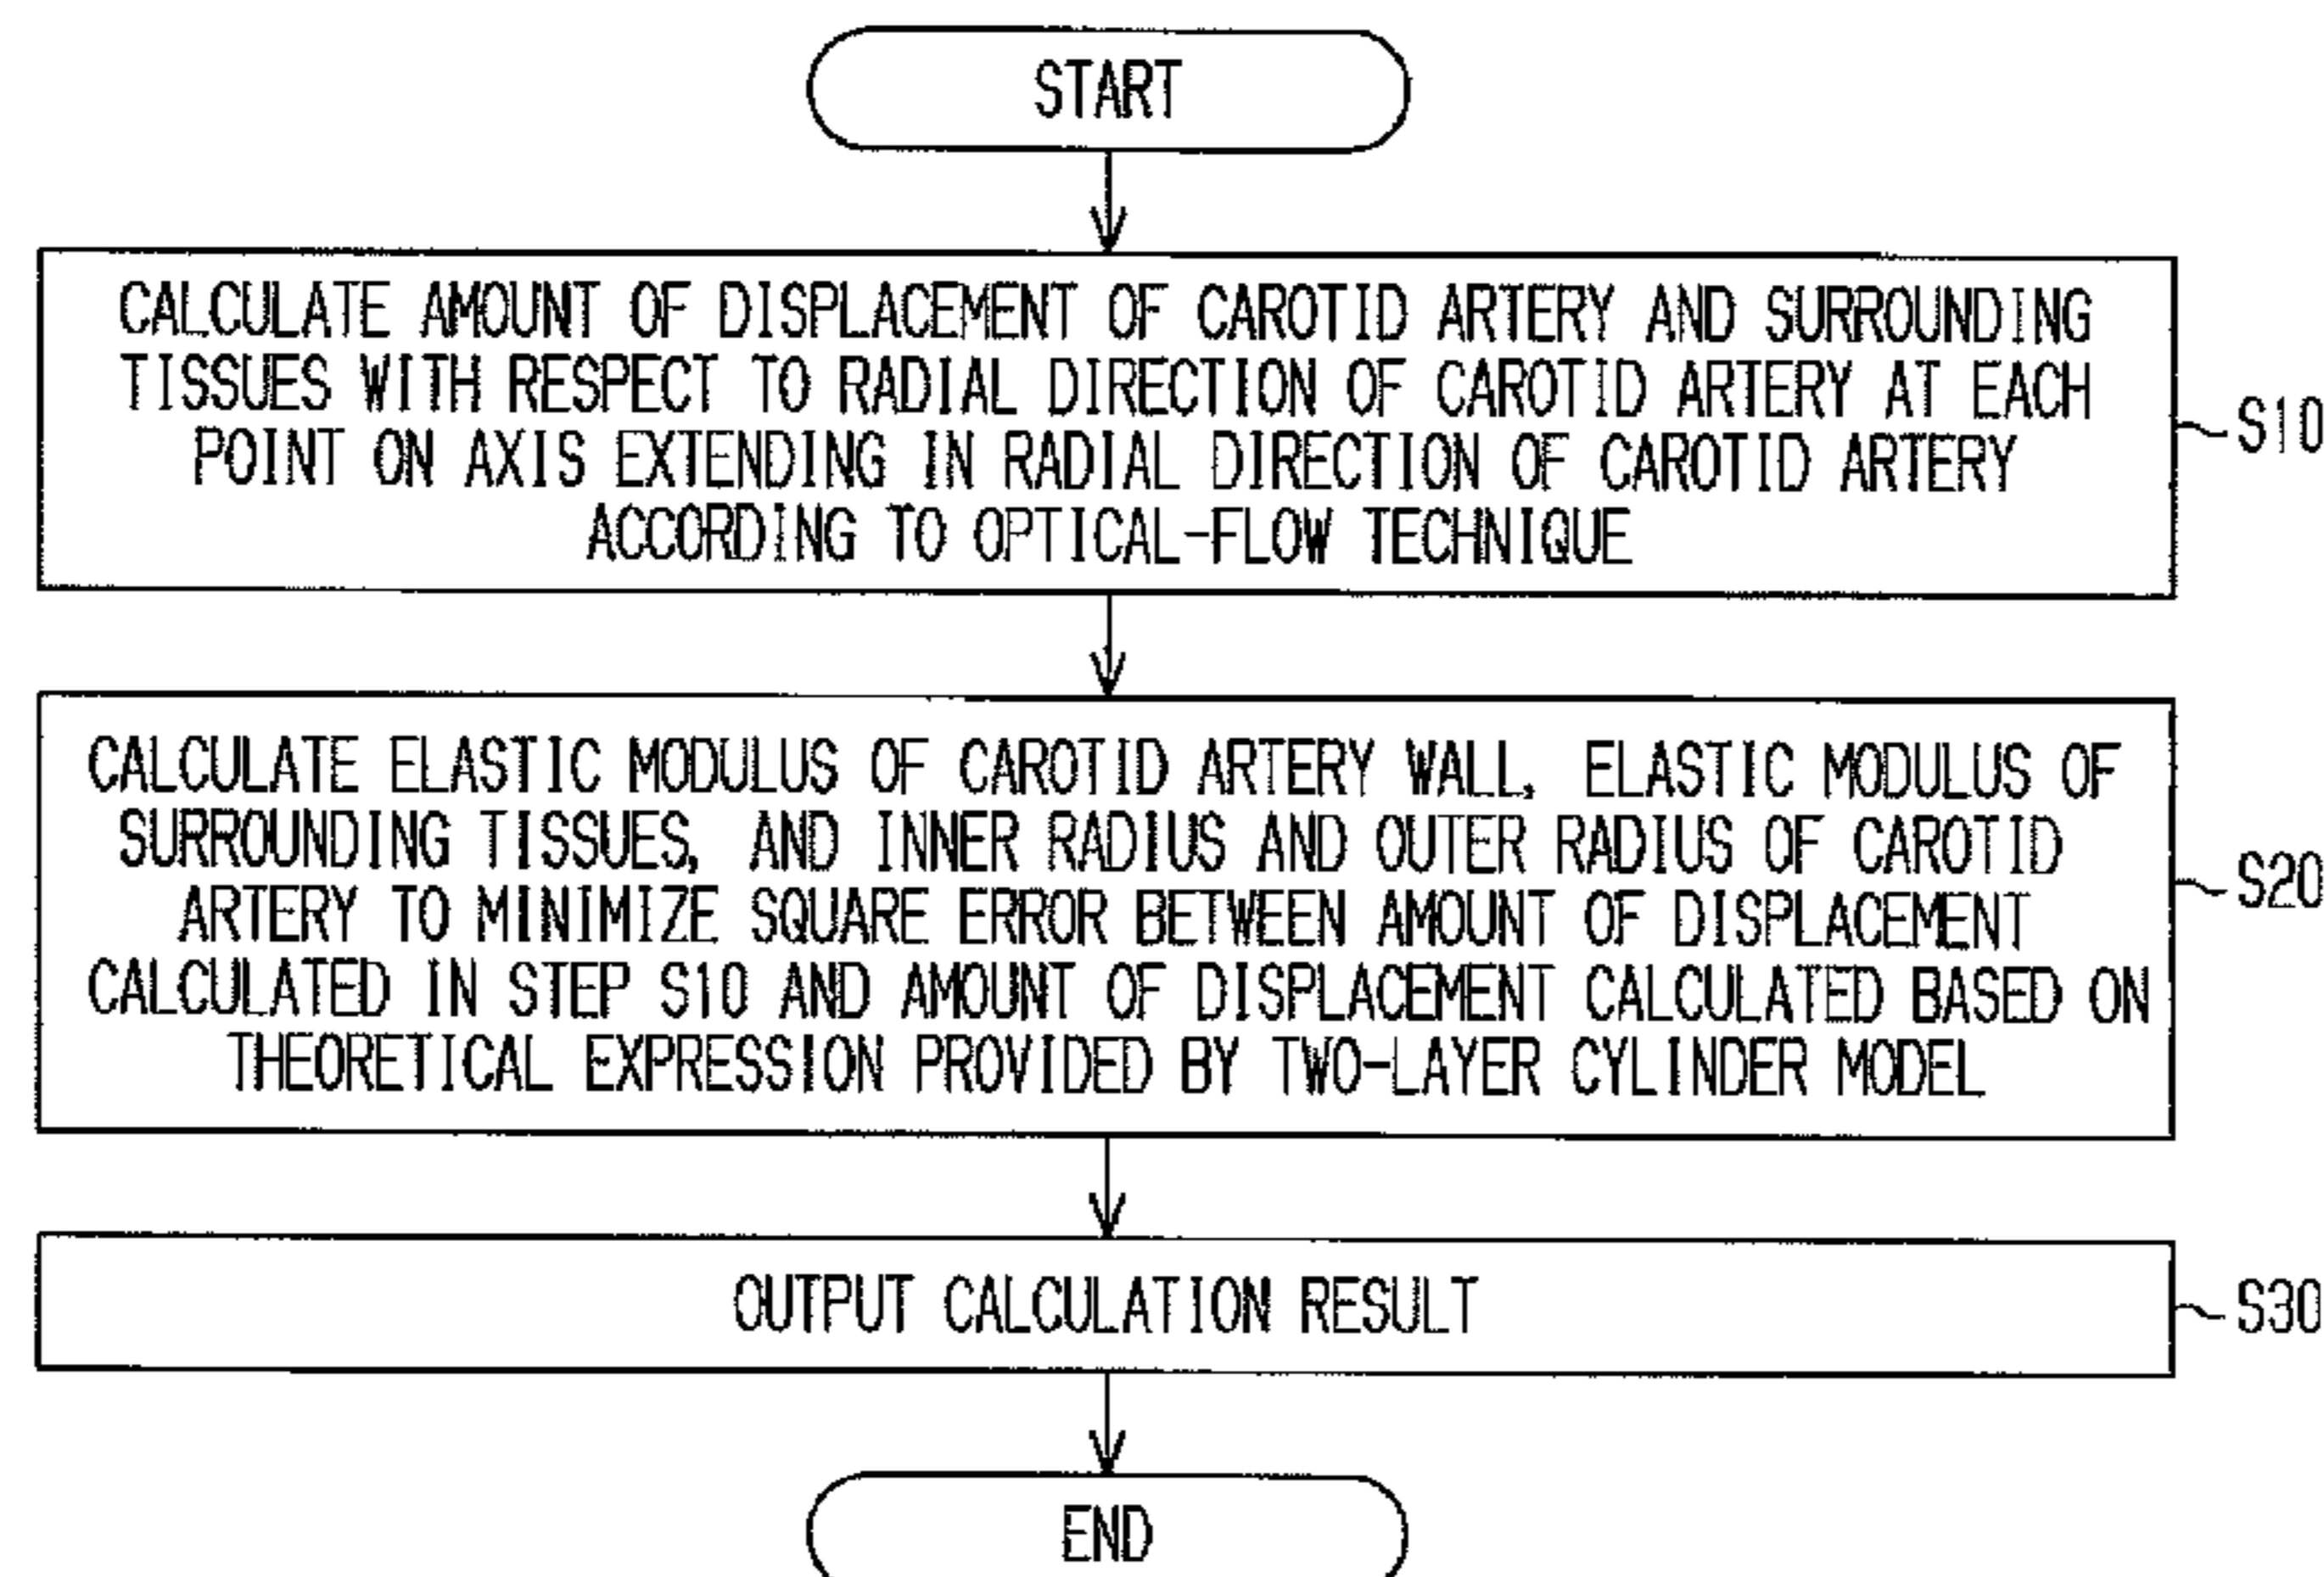 START
CALCULATE AMOUNT OF DISPLACEMENT OF CAROTID ARTERY AND SURROUNDING
TISSUES WITH RESPECT TO RADIAL DIRECTION OF CAROTID ARTERY AT EACH
POINT ON AXIS EXTENDING IN RADIAL DIRECTION OF CAROTID ARTERY
ACCORDING TO OPTICAL-FLOW TECHNIQUE
S10
CALCULATE ELASTIC MODULUS OF CAROTID ARTERY WALL, ELASTIC MODULUS OF
SURROUNDING TISSUES, AND INNER RADIUS AND OUTER RADIUS OF CAROTID
ARTERY TO MINIMIZE SQUARE ERROR BETWEEN AMOUNT OF DISPLACEMENT
CALCULATED IN STEP S10 AND AMOUNT OF DISPLACEMENT CALCULATED BASED ON
THEORETICAL EXPRESSION PROVIDED BY TWO-LAYER CYLINDER MODEL
S20
OUTPUT CALCULATION RESULT
S30
END